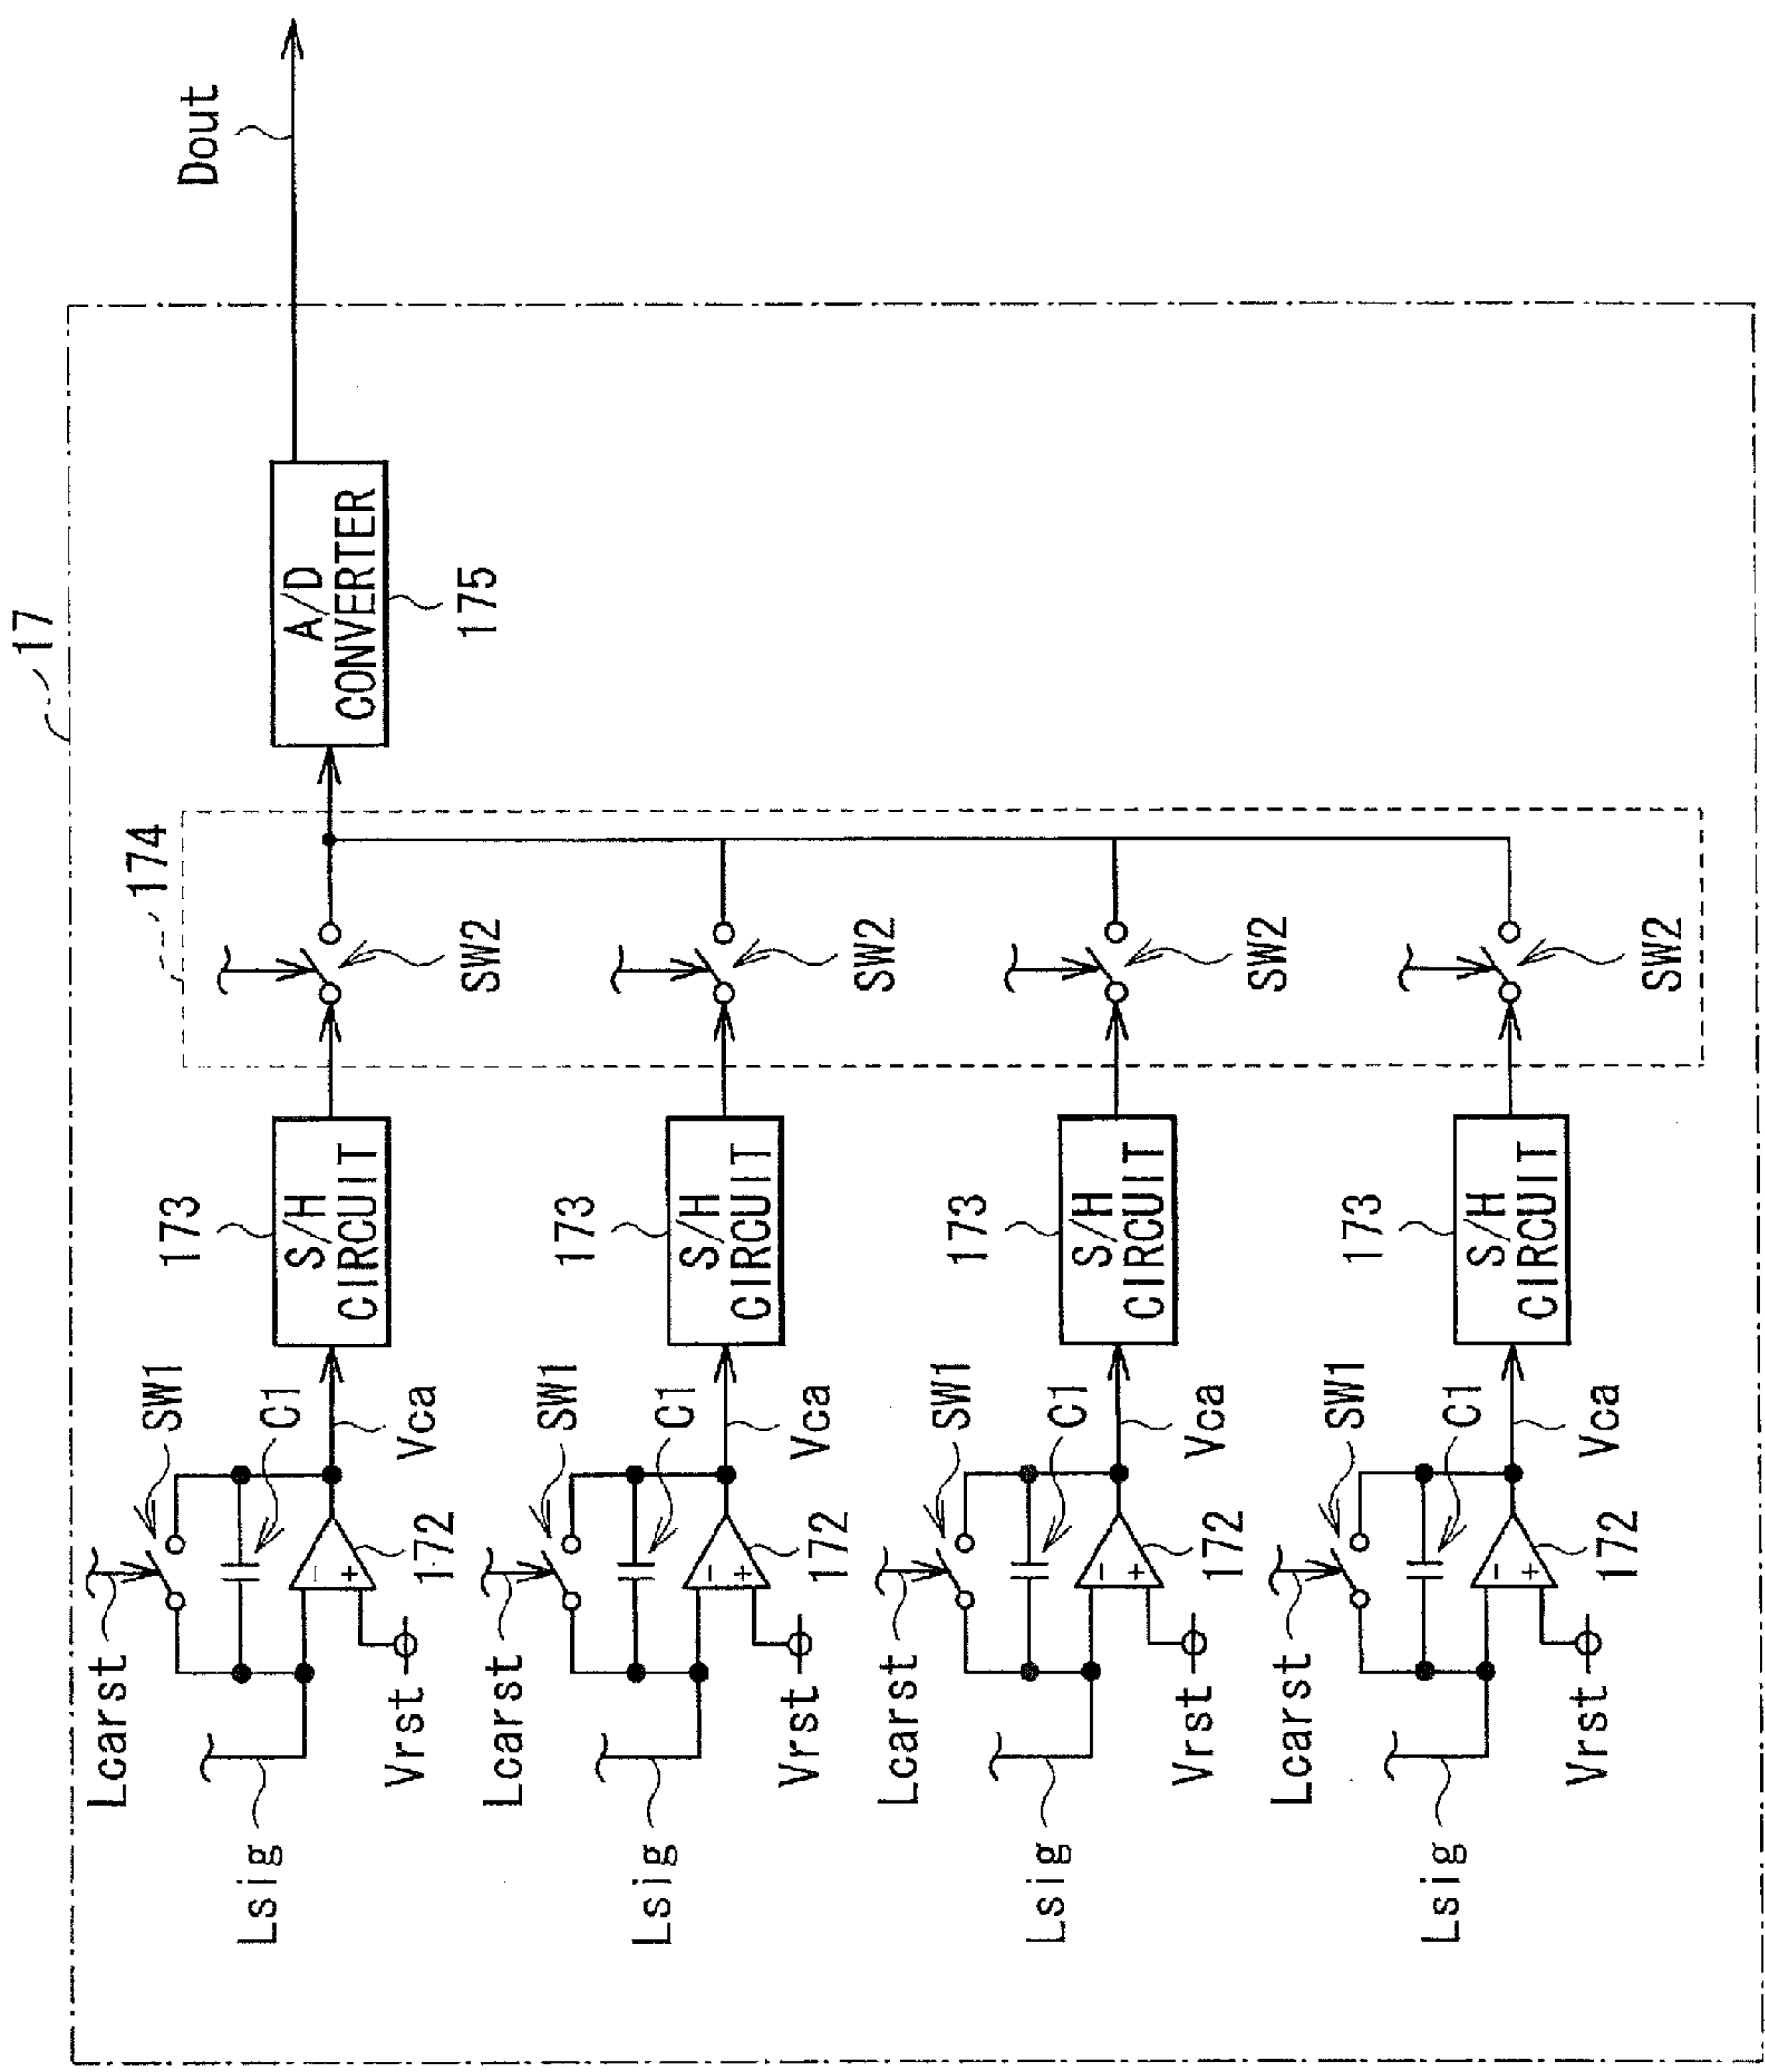 17
Lcarst
SW1
C1
Lsig
172
Vrst
Vca
173
S/H
CIRCUIT
174
SW2
A/D
CONVERTER
175
Dout
Lcarst
SW1
C1
Lsig
172
Vrst
Vca
173
S/H
CIRCUIT
SW2
Lcarst
SW1
C1
Lsig
172
Vrst
Vca
173
S/H
CIRCUIT
SW2
Lcarst
SW1
C1
Lsig
172
Vrst
Vca
173
S/H
CIRCUIT
SW2